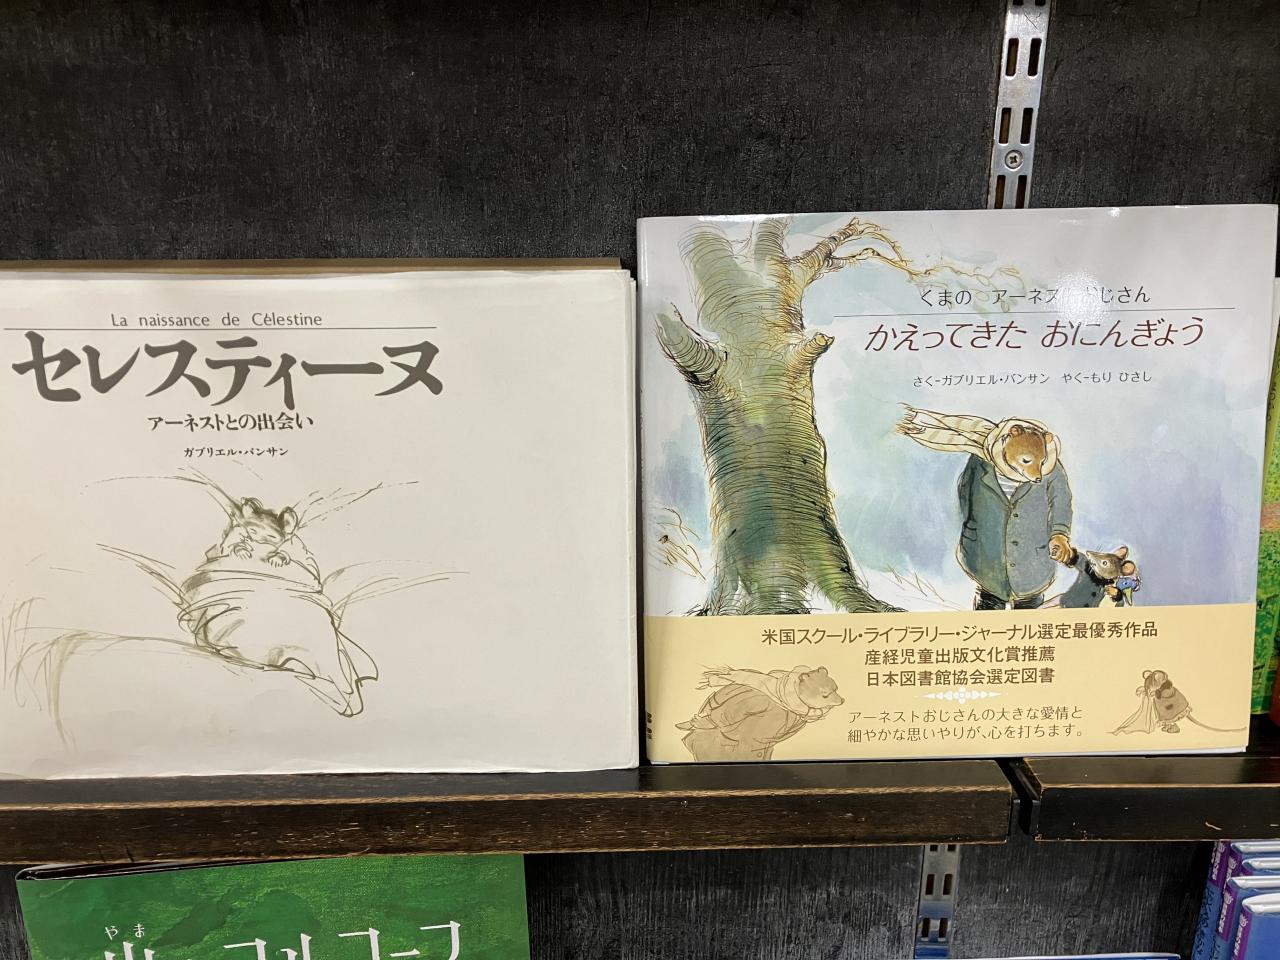 La naissance de Célestine
セレスティーヌ
アーネストとの出会い
ガブリエル・バンサン
くまの アーネストおじさん
かえってきた おにんぎょう
さく-ガブリエル・バンサン やく-もり ひさし
米国スクール・ライブラリー・ジャーナル選定最優秀作品
産経児童出版文化賞推薦
日本図書館協会選定図書
アーネストおじさんの大きな愛情と
細やかな思いやりが、心を打ちます。
やま